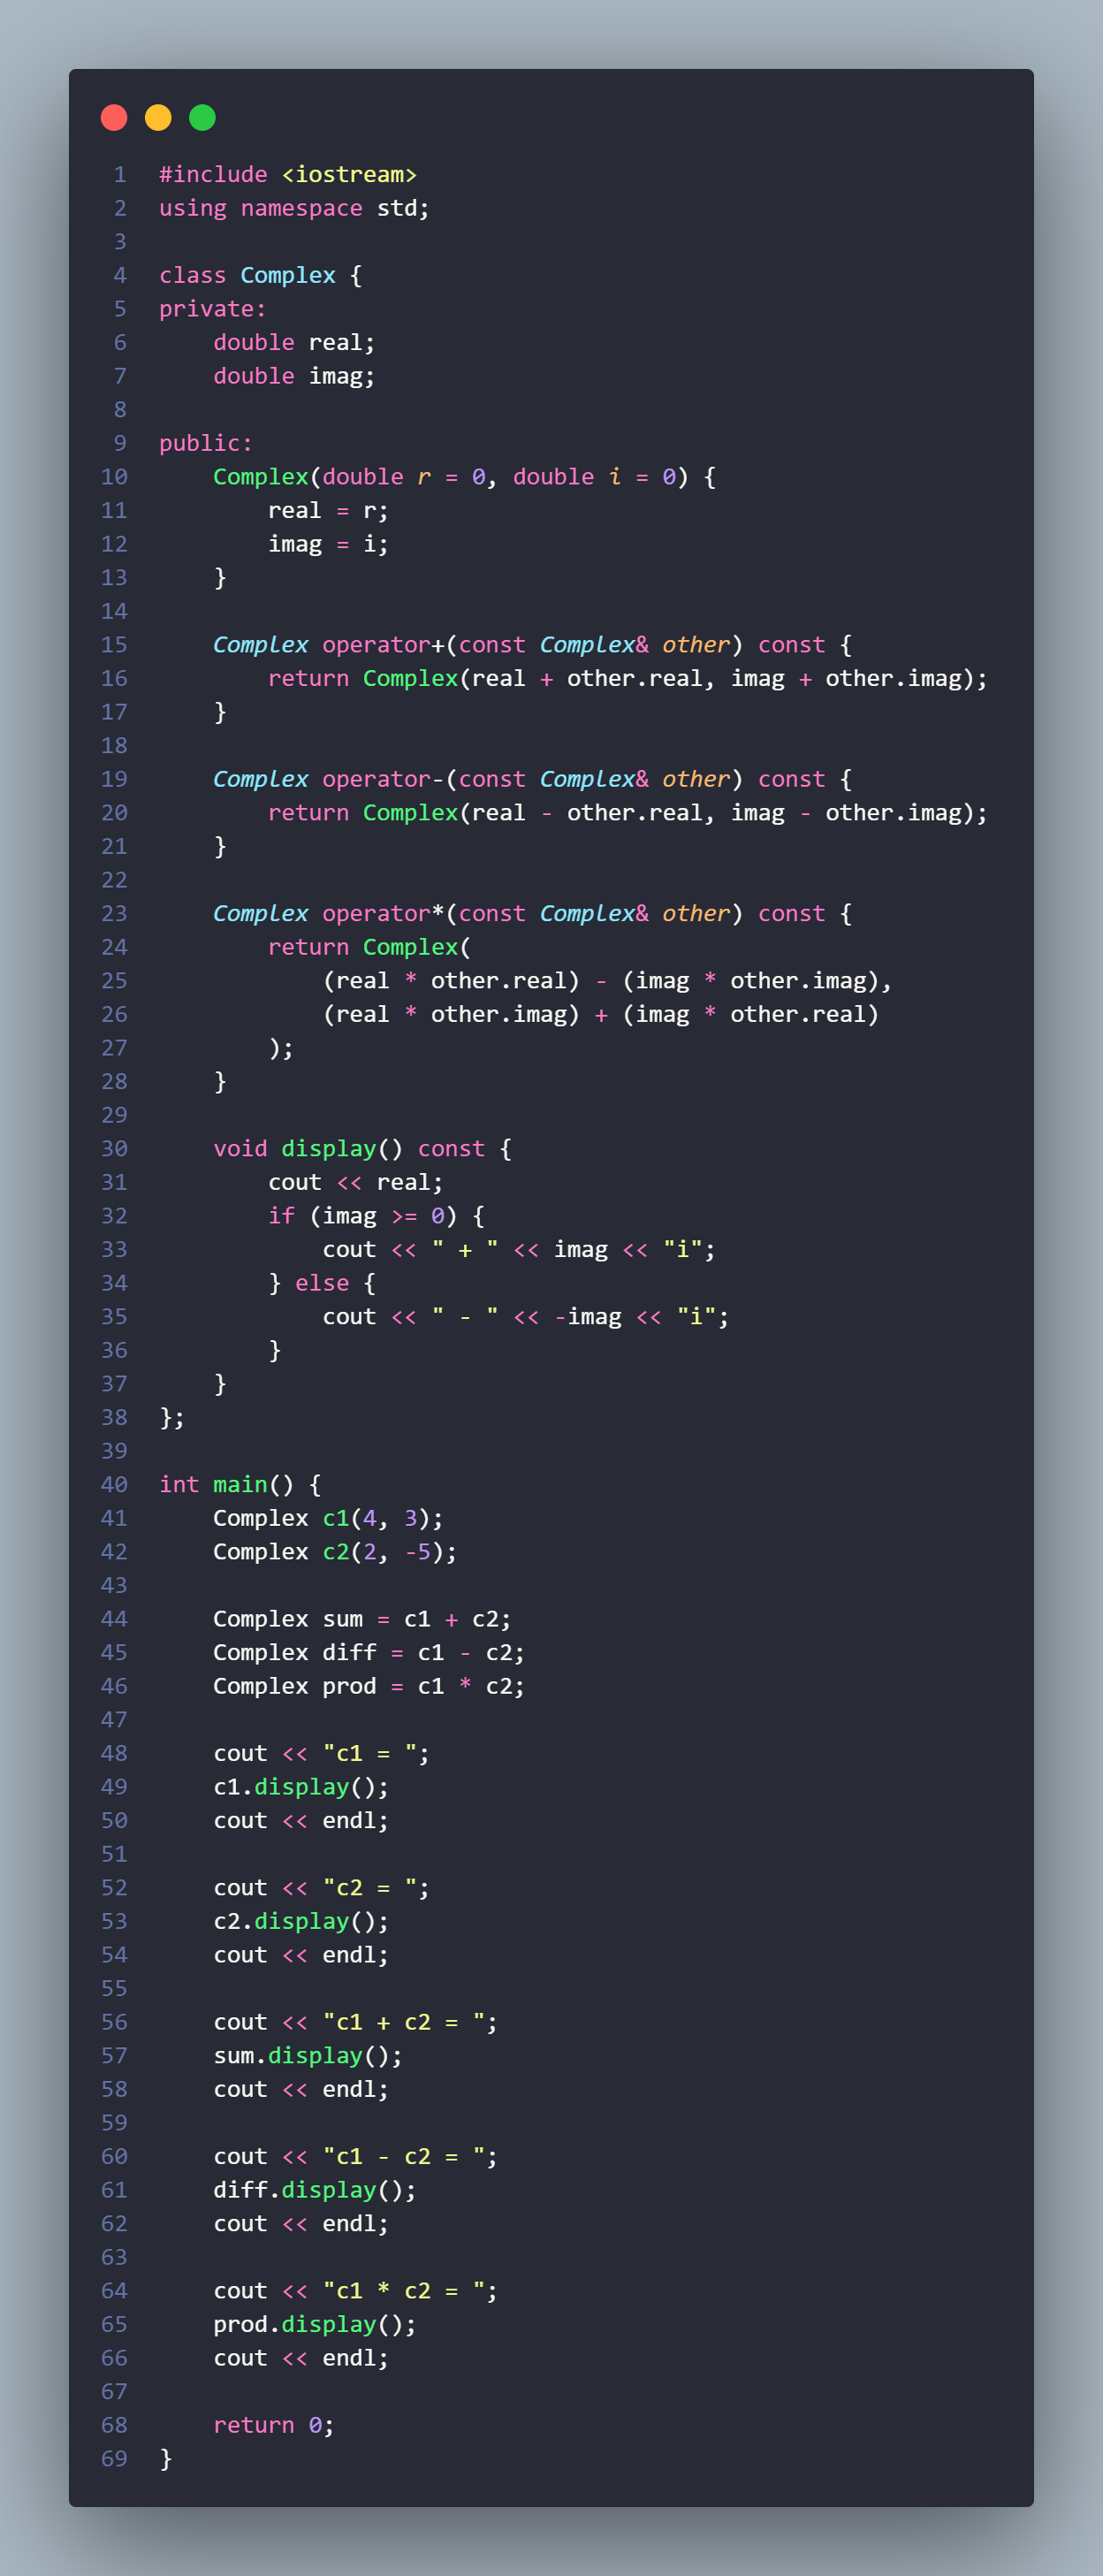 1 #include <iostream>
2 using namespace std;
3
4 class Complex {
5 private:
6     double real;
7     double imag;
8
9 public:
10     Complex(double r = 0, double i = 0) {
11         real = r;
12         imag = i;
13     }
14
15     Complex operator+(const Complex& other) const {
16         return Complex(real + other.real, imag + other.imag);
17     }
18
19     Complex operator-(const Complex& other) const {
20         return Complex(real - other.real, imag - other.imag);
21     }
22
23     Complex operator*(const Complex& other) const {
24         return Complex(
25             (real * other.real) - (imag * other.imag),
26             (real * other.imag) + (imag * other.real)
27         );
28     }
29
30     void display() const {
31         cout << real;
32         if (imag >= 0) {
33             cout << " + " << imag << "i";
34         } else {
35             cout << " - " << -imag << "i";
36         }
37     }
38 };
39
40 int main() {
41     Complex c1(4, 3);
42     Complex c2(2, -5);
43
44     Complex sum = c1 + c2;
45     Complex diff = c1 - c2;
46     Complex prod = c1 * c2;
47
48     cout << "c1 = ";
49     c1.display();
50     cout << endl;
51
52     cout << "c2 = ";
53     c2.display();
54     cout << endl;
55
56     cout << "c1 + c2 = ";
57     sum.display();
58     cout << endl;
59
60     cout << "c1 - c2 = ";
61     diff.display();
62     cout << endl;
63
64     cout << "c1 * c2 = ";
65     prod.display();
66     cout << endl;
67
68     return 0;
69 }